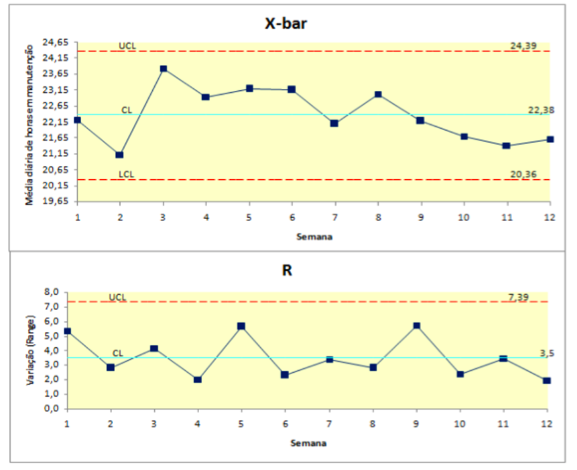 X-bar
24,65
24,15
23,65
23,15
22,65
22,15
21,65
21,15
20,65
20,15
19,65
Média diária de horas em manutenção
UCL
24,39
CL
22,38
LCL
20,36
1 2 3 4 5 6 7 8 9 10 11 12
Semana
R
8,0
7,0
6,0
5,0
4,0
3,0
2,0
1,0
0,0
Variação (Range)
UCL
7,39
CL
3,5
1 2 3 4 5 6 7 8 9 10 11 12
Semana